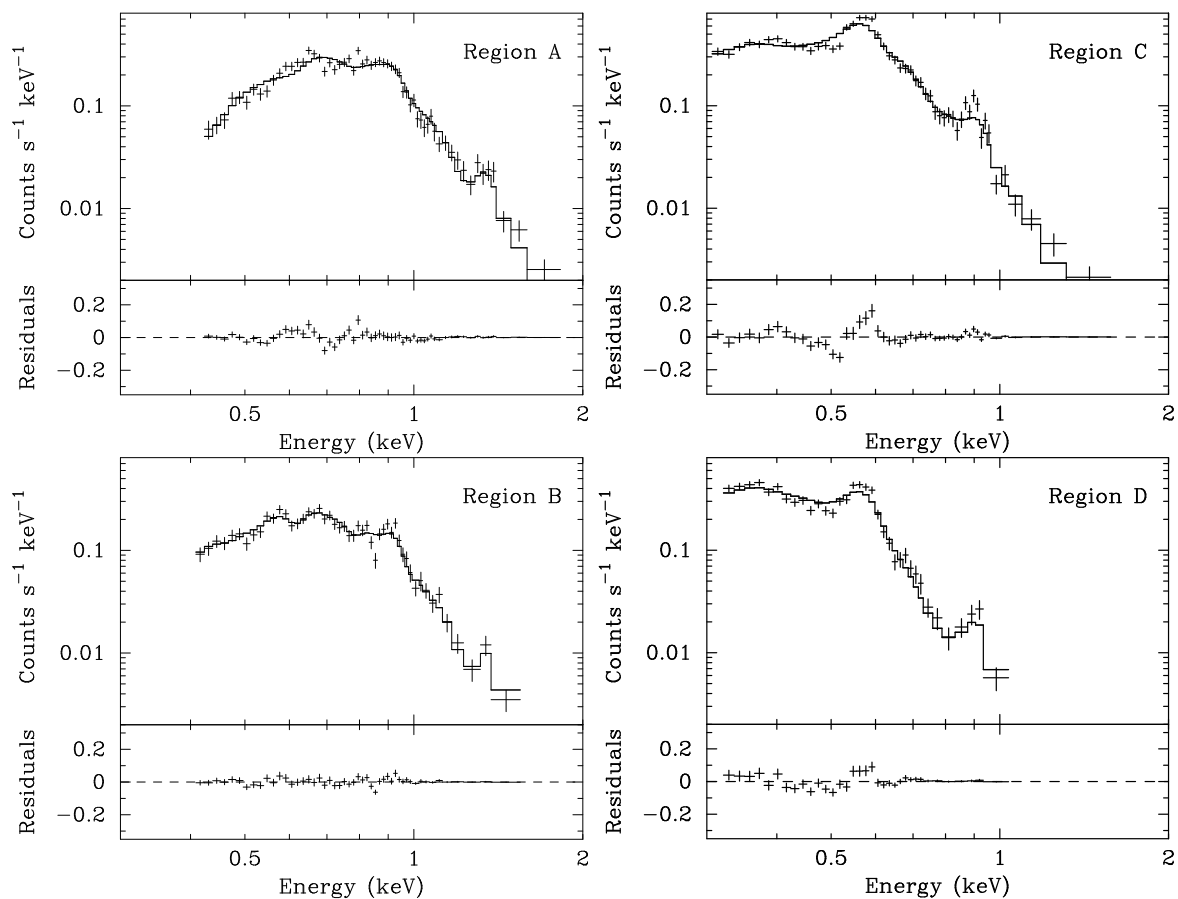 Region A
Counts s⁻¹ keV⁻¹
0.1
0.01
Residuals
0.2
0
−0.2
0.5
1
2
Energy (keV)
Region C
Counts s⁻¹ keV⁻¹
0.1
0.01
Residuals
0.2
0
−0.2
0.5
1
2
Energy (keV)
Region B
Counts s⁻¹ keV⁻¹
0.1
0.01
Residuals
0.2
0
−0.2
0.5
1
2
Energy (keV)
Region D
Counts s⁻¹ keV⁻¹
0.1
0.01
Residuals
0.2
0
−0.2
0.5
1
2
Energy (keV)